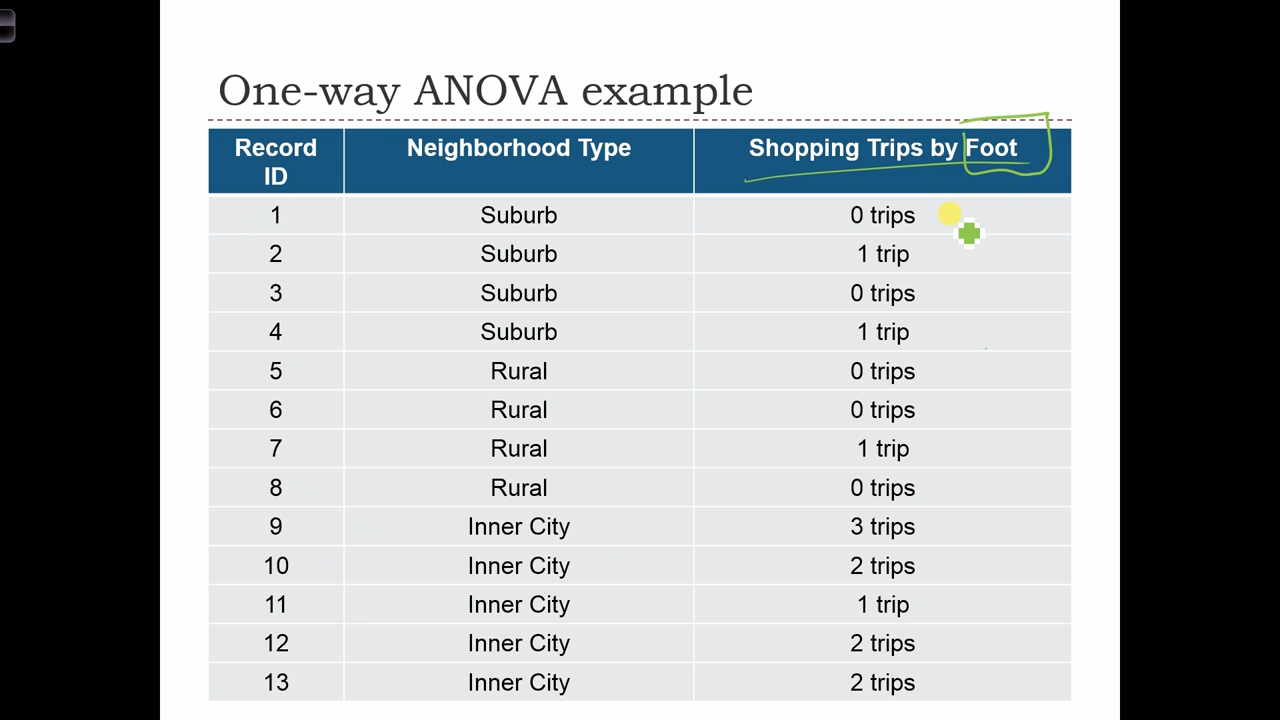 One-way ANOVA example
Record ID Neighborhood Type Shopping Trips by Foot
1 Suburb 0 trips
2 Suburb 1 trip
3 Suburb 0 trips
4 Suburb 1 trip
5 Rural 0 trips
6 Rural 0 trips
7 Rural 1 trip
8 Rural 0 trips
9 Inner City 3 trips
10 Inner City 2 trips
11 Inner City 1 trip
12 Inner City 2 trips
13 Inner City 2 trips